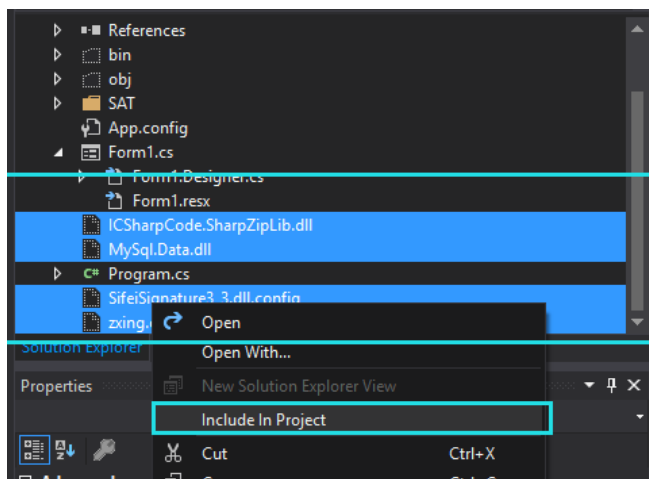 References
bin
obj
SAT
App.config
Form1.cs
Form1.Designer.cs
Form1.resx
ICSharpCode.SharpZipLib.dll
MySql.Data.dll
C# Program.cs
SifeiSignature3_3.dll.config
zxing.
Solution Explorer
Open
Open With...
Properties
New Solution Explorer View
Include In Project
Cut Ctrl+X